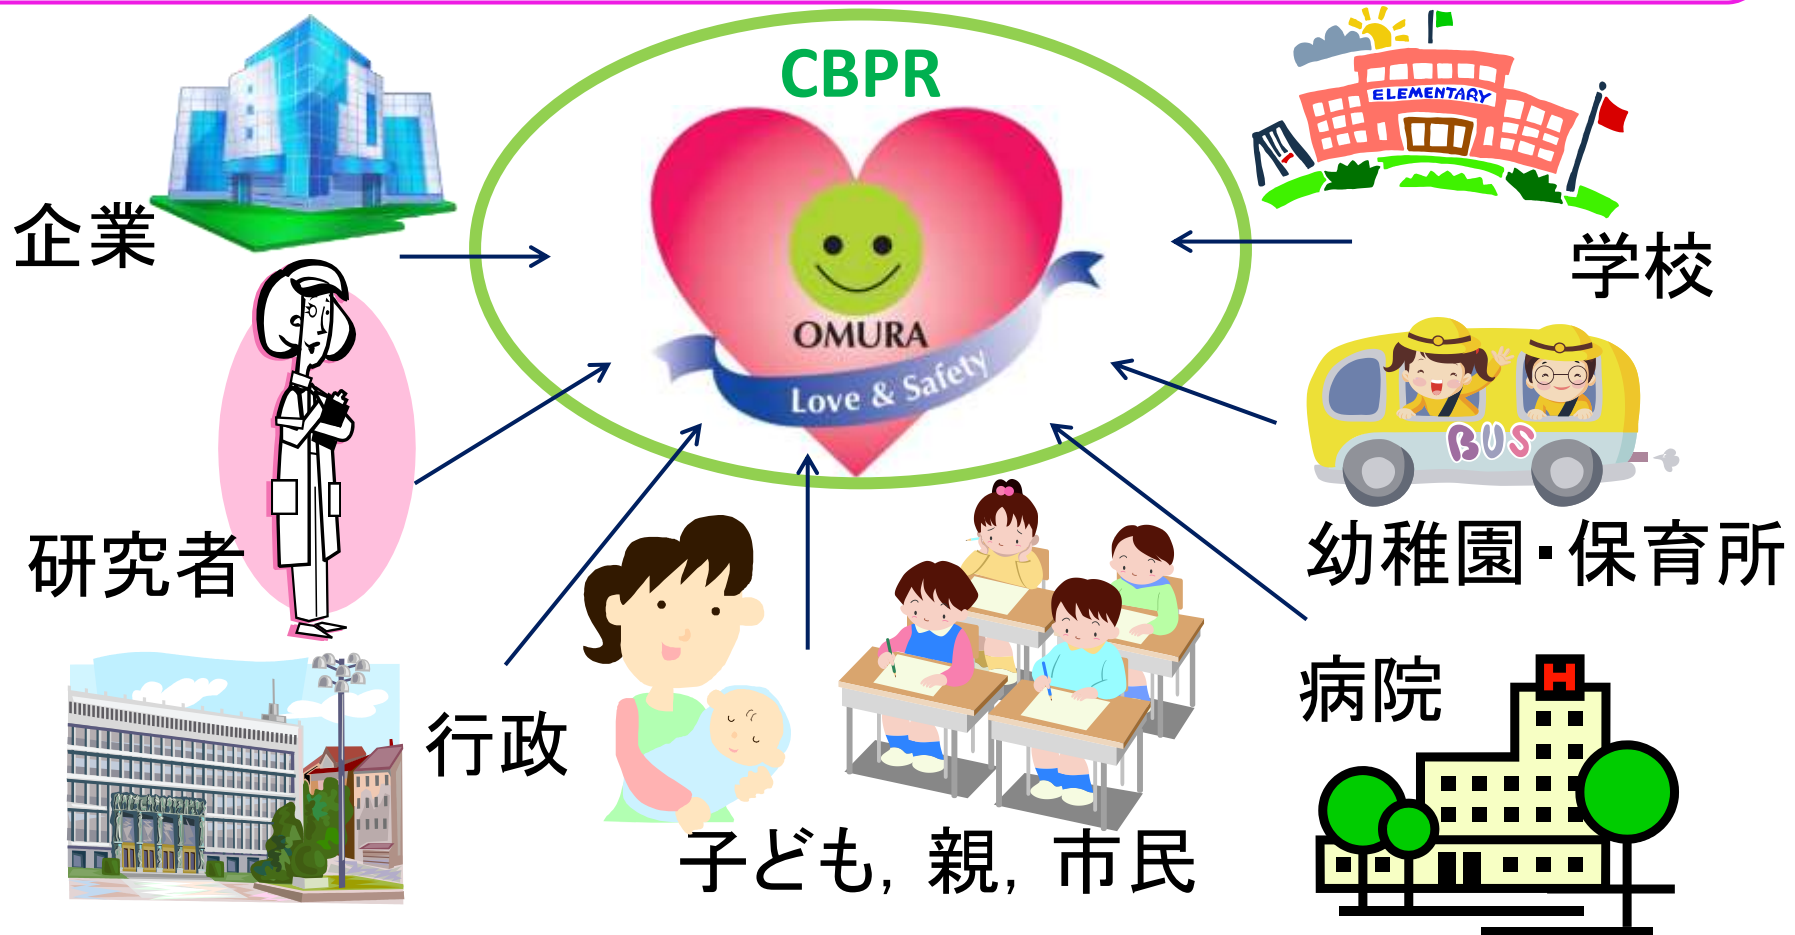 CBPR
ELEMENTARY
企業
学校
OMURA
Love & Safety
BUS
研究者
幼稚園・保育所
行政
病院
H
子ども, 親, 市民